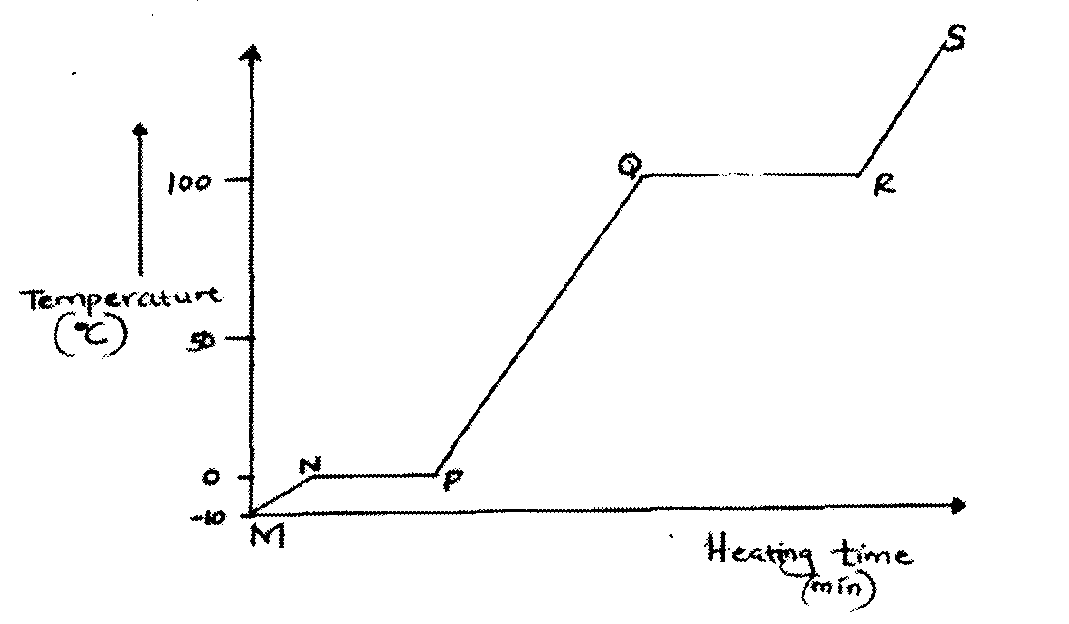 S
Q
100
R
Temperature
(°C)
50
N
0
P
-10
M
Heating time
(min)